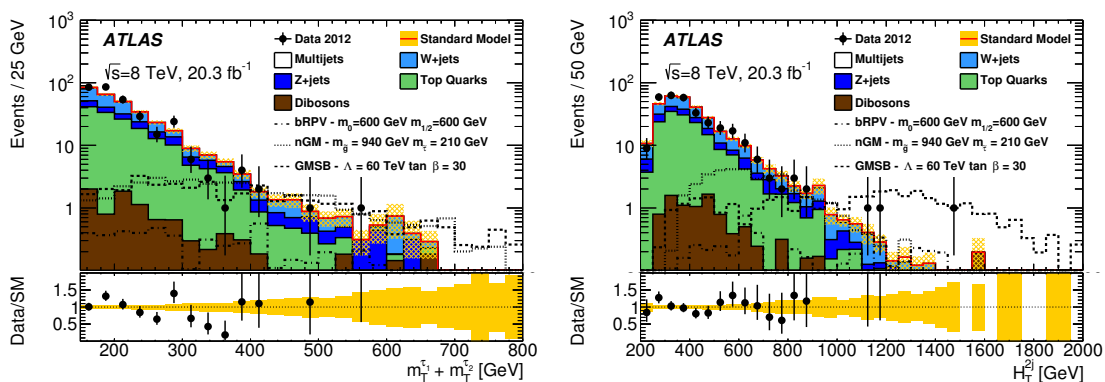 Events / 25 GeV
10³
10²
10
1
ATLAS
√s=8 TeV, 20.3 fb⁻¹
Data 2012
Standard Model
Multijets
W+jets
Z+jets
Top Quarks
Dibosons
bRPV - m₀=600 GeV m₁/₂=600 GeV
nGM - m_g̃ = 940 GeV m_τ̃ = 210 GeV
GMSB - Λ = 60 TeV tan β = 30
Data/SM
1.5
1
0.5
200 300 400 500 600 700 800
m_T^τ₁ + m_T^τ₂ [GeV]
Events / 50 GeV
10³
10²
10
1
ATLAS
√s=8 TeV, 20.3 fb⁻¹
Data 2012
Standard Model
Multijets
W+jets
Z+jets
Top Quarks
Dibosons
bRPV - m₀=600 GeV m₁/₂=600 GeV
nGM - m_g̃ = 940 GeV m_τ̃ = 210 GeV
GMSB - Λ = 60 TeV tan β = 30
Data/SM
1.5
1
0.5
200 400 600 800 1000 1200 1400 1600 1800 2000
H_T^2j [GeV]